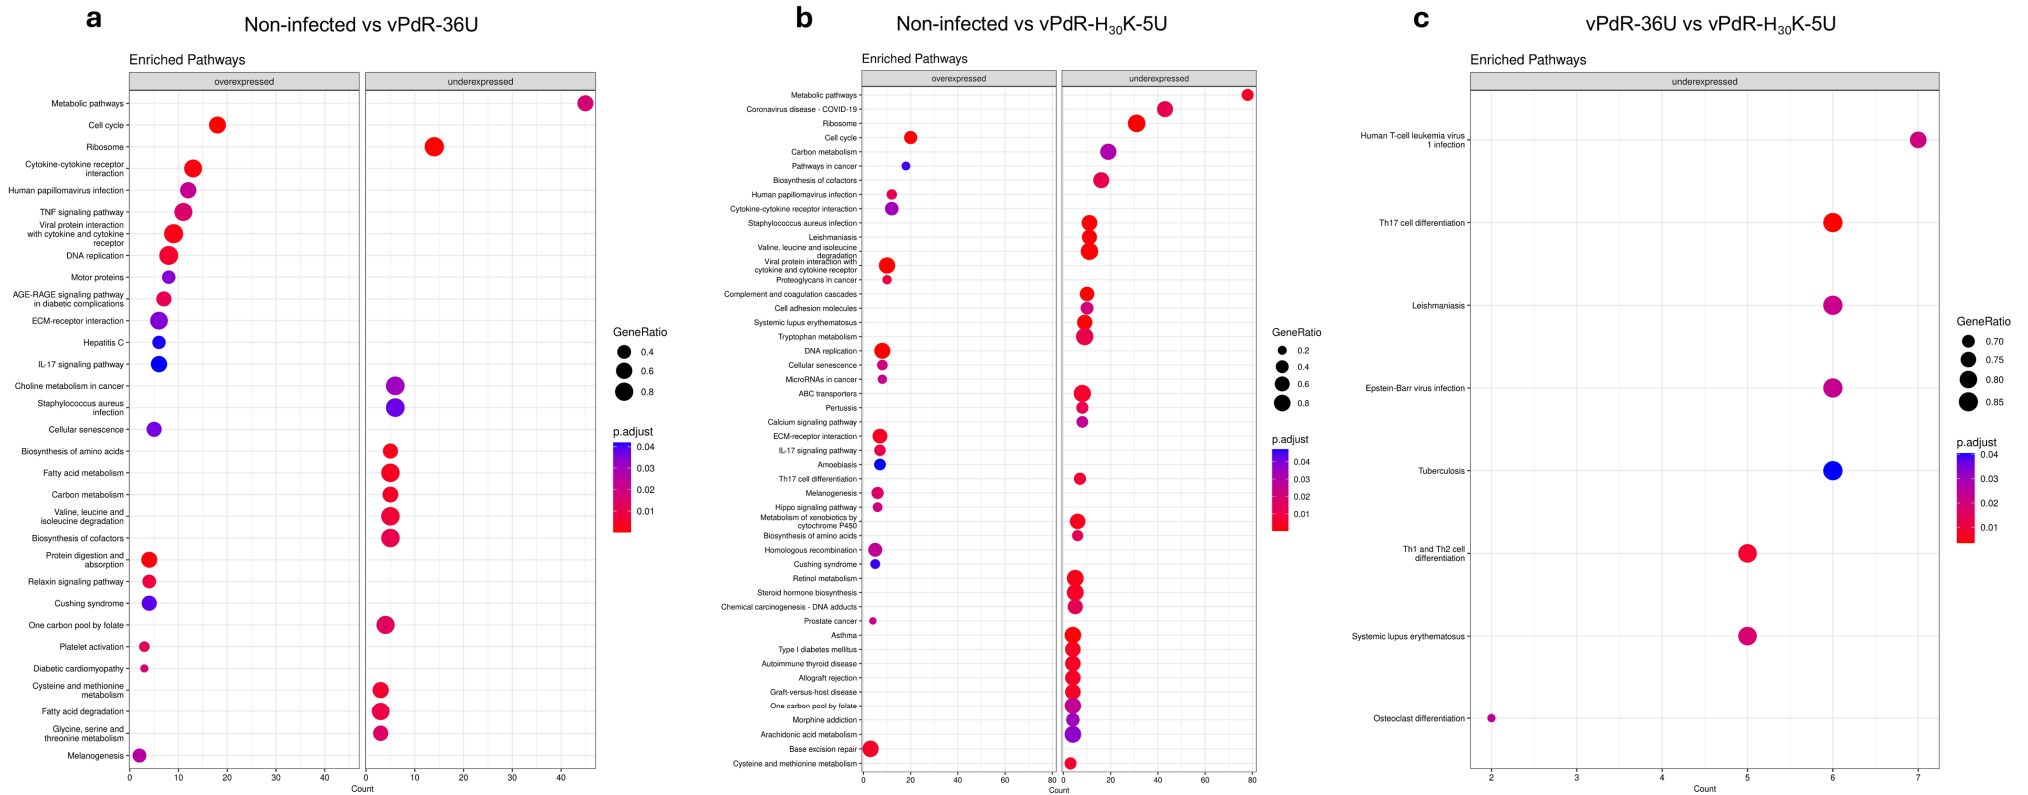 a
Non-infected vs vPdR-36U
Enriched Pathways
overexpressed
underexpressed
Metabolic pathways
Cell cycle
Ribosome
Cytokine-cytokine receptor
interaction
Human papillomavirus infection
TNF signaling pathway
Viral protein interaction
with cytokine and cytokine
receptor
DNA replication
Motor proteins
AGE-RAGE signaling pathway
in diabetic complications
ECM-receptor interaction
Hepatitis C
IL-17 signaling pathway
Choline metabolism in cancer
Staphylococcus aureus
infection
Cellular senescence
Biosynthesis of amino acids
Fatty acid metabolism
Carbon metabolism
Valine, leucine and
isoleucine degradation
Biosynthesis of cofactors
Protein digestion and
absorption
Relaxin signaling pathway
Cushing syndrome
One carbon pool by folate
Platelet activation
Diabetic cardiomyopathy
Cysteine and methionine
metabolism
Fatty acid degradation
Glycine, serine and
threonine metabolism
Melanogenesis
0 10 20 30 40
0 10 20 30 40
Count
GeneRatio
0.4
0.6
0.8
p.adjust
0.04
0.03
0.02
0.01
b
Non-infected vs vPdR-H30K-5U
Enriched Pathways
overexpressed
underexpressed
Metabolic pathways
Coronavirus disease - COVID-19
Ribosome
Cell cycle
Carbon metabolism
Pathways in cancer
Biosynthesis of cofactors
Human papillomavirus infection
Cytokine-cytokine receptor interaction
Staphylococcus aureus infection
Leishmaniasis
Valine, leucine and isoleucine
degradation
Viral protein interaction with
cytokine and cytokine receptor
Proteoglycans in cancer
Complement and coagulation cascades
Cell adhesion molecules
Systemic lupus erythematosus
Tryptophan metabolism
DNA replication
Cellular senescence
MicroRNAs in cancer
ABC transporters
Pertussis
Calcium signaling pathway
ECM-receptor interaction
IL-17 signaling pathway
Amoebiasis
Th17 cell differentiation
Melanogenesis
Hippo signaling pathway
Metabolism of xenobiotics by
cytochrome P450
Biosynthesis of amino acids
Homologous recombination
Cushing syndrome
Retinol metabolism
Steroid hormone biosynthesis
Chemical carcinogenesis - DNA adducts
Prostate cancer
Asthma
Type I diabetes mellitus
Autoimmune thyroid disease
Allograft rejection
Graft-versus-host disease
One carbon pool by folate
Morphine addiction
Arachidonic acid metabolism
Base excision repair
Cysteine and methionine metabolism
0 20 40 60 80
0 20 40 60 80
Count
GeneRatio
0.2
0.4
0.6
0.8
p.adjust
0.04
0.03
0.02
0.01
c
vPdR-36U vs vPdR-H30K-5U
Enriched Pathways
underexpressed
Human T-cell leukemia virus
1 infection
Th17 cell differentiation
Leishmaniasis
Epstein-Barr virus infection
Tuberculosis
Th1 and Th2 cell
differentiation
Systemic lupus erythematosus
Osteoclast differentiation
2 3 4 5 6 7
Count
GeneRatio
0.70
0.75
0.80
0.85
p.adjust
0.04
0.03
0.02
0.01